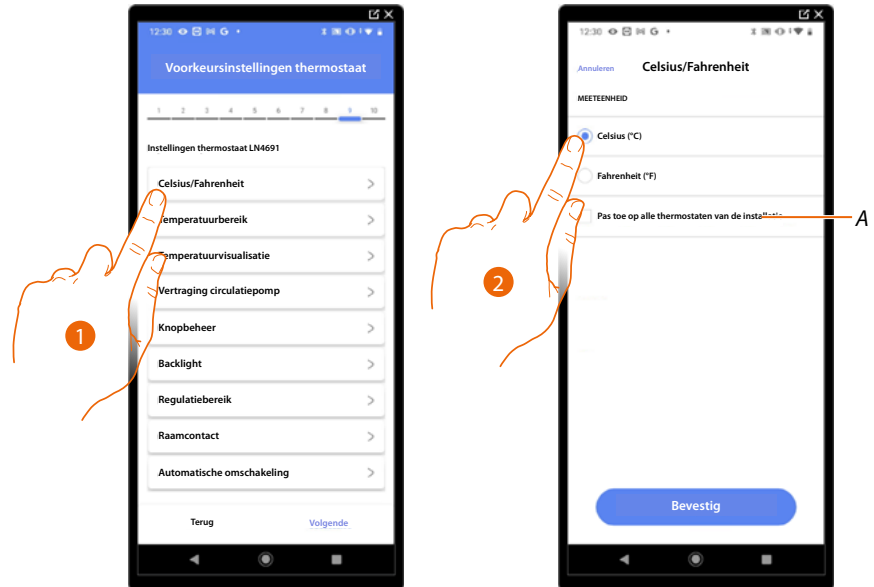 12:30 G
Voorkeursinstellingen thermostaat
1 2 3 4 5 6 7 8 9 10
Instellingen thermostaat LN4691
Celsius/Fahrenheit
Temperatuurbereik
Temperatuurvisualisatie
Vertraging circulatiepomp
Knopbeheer
Backlight
Regulatiebereik
Raamcontact
Automatische omschakeling
Terug Volgende
1
12:30 G
Annuleren Celsius/Fahrenheit
MEETEENHEID
Celsius (°C)
Fahrenheit (°F)
Pas toe op alle thermostaten van de installatie
A
2
Bevestig